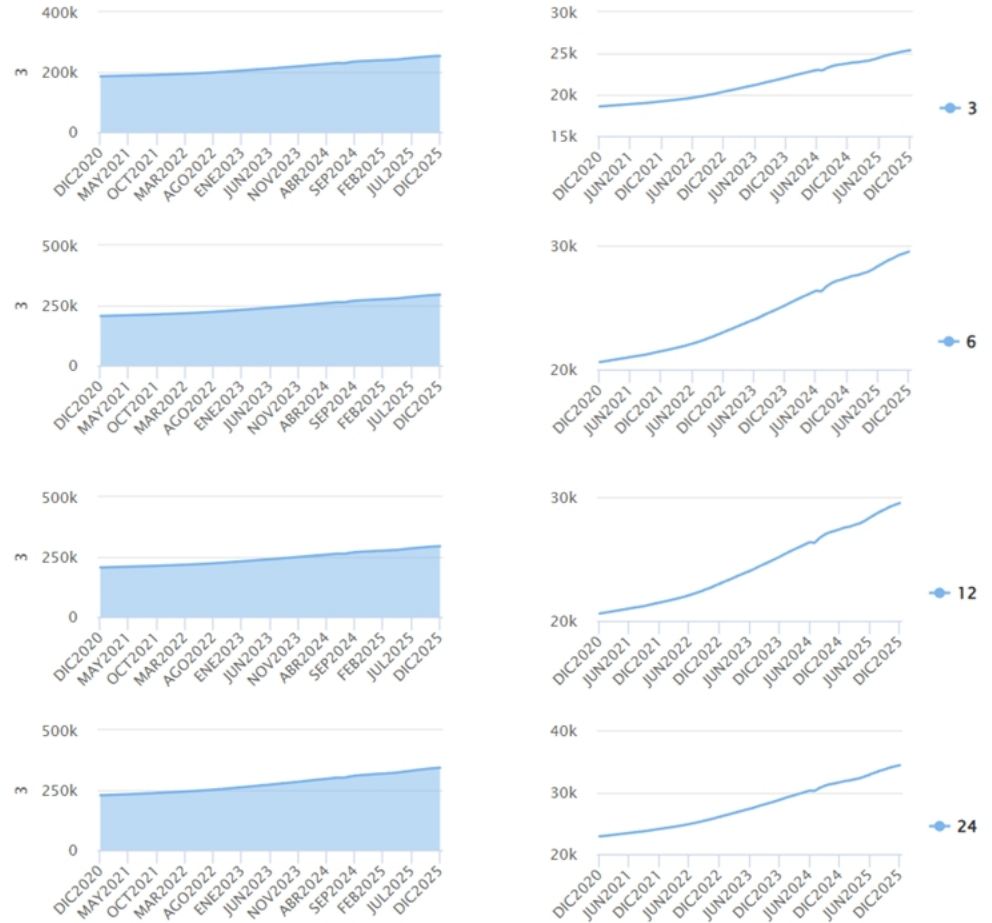 400k
200k
0
3
DIC2020
MAY2021
OCT2021
MAR2022
AGO2022
ENE2023
JUN2023
NOV2023
ABR2024
SEP2024
FEB2025
JUL2025
DIC2025
30k
25k
20k
15k
DIC2020
JUN2021
DIC2021
JUN2022
DIC2022
JUN2023
DIC2023
JUN2024
DIC2024
JUN2025
DIC2025
3
500k
250k
0
3
DIC2020
MAY2021
OCT2021
MAR2022
AGO2022
ENE2023
JUN2023
NOV2023
ABR2024
SEP2024
FEB2025
JUL2025
DIC2025
30k
20k
DIC2020
JUN2021
DIC2021
JUN2022
DIC2022
JUN2023
DIC2023
JUN2024
DIC2024
JUN2025
DIC2025
6
500k
250k
0
3
DIC2020
MAY2021
OCT2021
MAR2022
AGO2022
ENE2023
JUN2023
NOV2023
ABR2024
SEP2024
FEB2025
JUL2025
DIC2025
30k
20k
DIC2020
JUN2021
DIC2021
JUN2022
DIC2022
JUN2023
DIC2023
JUN2024
DIC2024
JUN2025
DIC2025
12
500k
250k
0
3
DIC2020
MAY2021
OCT2021
MAR2022
AGO2022
ENE2023
JUN2023
NOV2023
ABR2024
SEP2024
FEB2025
JUL2025
DIC2025
40k
30k
20k
DIC2020
JUN2021
DIC2021
JUN2022
DIC2022
JUN2023
DIC2023
JUN2024
DIC2024
JUN2025
DIC2025
24